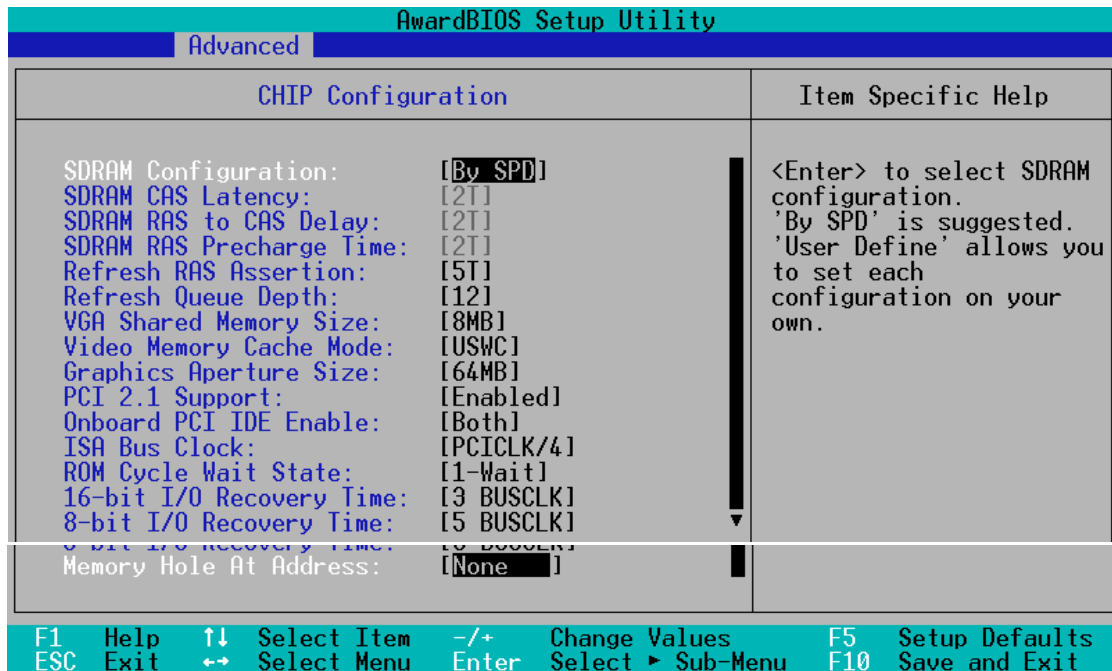 AwardBIOS Setup Utility
Advanced
CHIP Configuration
Item Specific Help
SDRAM Configuration: [By SPD]
SDRAM CAS Latency: [2T]
SDRAM RAS to CAS Delay: [2T]
SDRAM RAS Precharge Time: [2T]
Refresh RAS Assertion: [5T]
Refresh Queue Depth: [12]
VGA Shared Memory Size: [8MB]
Video Memory Cache Mode: [USWC]
Graphics Aperture Size: [64MB]
PCI 2.1 Support: [Enabled]
Onboard PCI IDE Enable: [Both]
ISA Bus Clock: [PCICLK/4]
ROM Cycle Wait State: [1-Wait]
16-bit I/O Recovery Time: [3 BUSCLK]
8-bit I/O Recovery Time: [5 BUSCLK]
8-bit I/O Recovery Time: [5 BUSCLK]
Memory Hole At Address: [None ]
<Enter> to select SDRAM
configuration.
'By SPD' is suggested.
'User Define' allows you
to set each
configuration on your
own.
F1 Help ↑↓ Select Item -/+ Change Values F5 Setup Defaults
ESC Exit ←→ Select Menu Enter Select ► Sub-Menu F10 Save and Exit